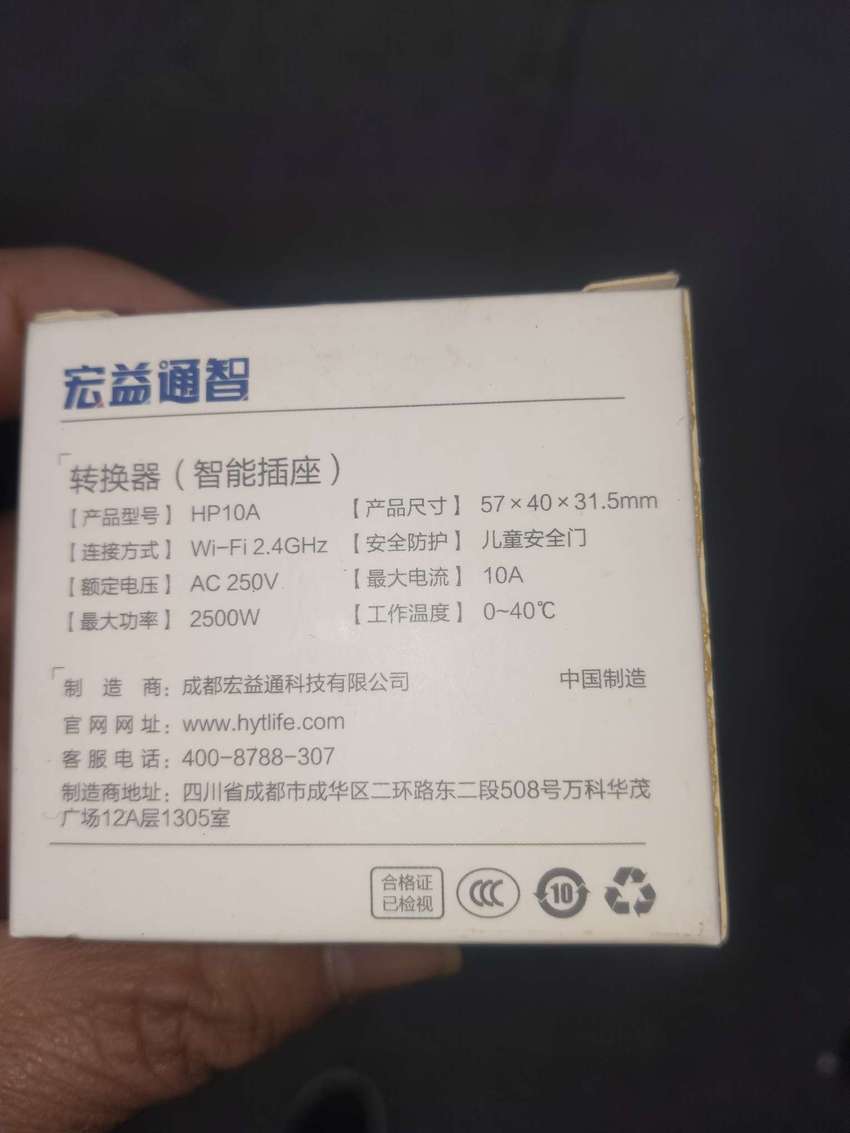 宏益通智
转换器（智能插座）
【产品型号】 HP10A 【产品尺寸】 57×40×31.5mm
【连接方式】 Wi-Fi 2.4GHz 【安全防护】 儿童安全门
【额定电压】 AC 250V 【最大电流】 10A
【最大功率】 2500W 【工作温度】 0~40℃
制造商：成都宏益通科技有限公司 中国制造
官网网址：www.hytlife.com
客服电话：400-8788-307
制造商地址：四川省成都市成华区二环路东二段508号万科华茂
广场12A层1305室
合格证
已检视
CCC
10